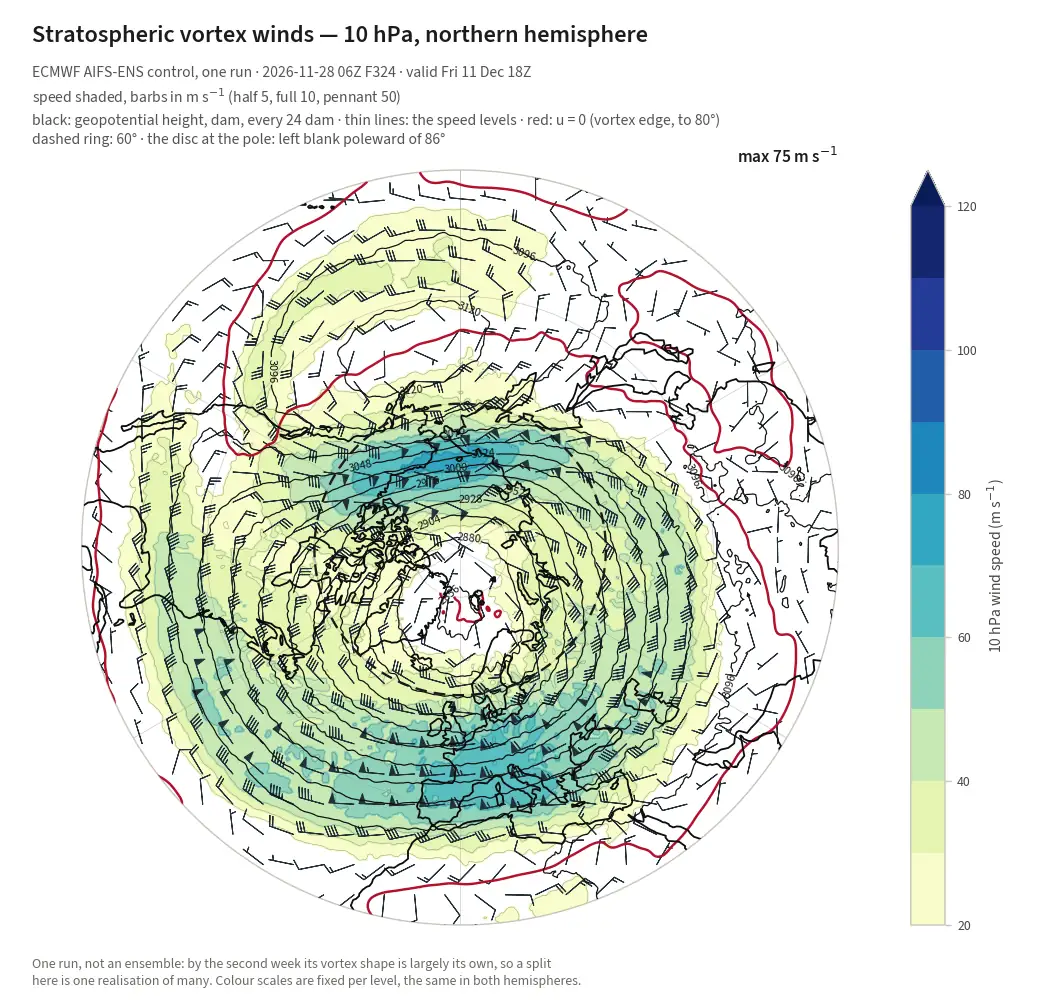 Stratospheric vortex winds — 10 hPa, northern hemisphere
ECMWF AIFS-ENS control, one run · 2026-11-28 06Z F324 · valid Fri 11 Dec 18Z
speed shaded, barbs in m s⁻¹ (half 5, full 10, pennant 50)
black: geopotential height, dam, every 24 dam · thin lines: the speed levels · red: u = 0 (vortex edge, to 80°)
dashed ring: 60° · the disc at the pole: left blank poleward of 86°
max 75 m s⁻¹
120
100
80
60
40
20
10 hPa wind speed (m s⁻¹)
3096
3120
3096
3048
3024
3000
2928
2904
2880
3096
3096
3096
One run, not an ensemble: by the second week its vortex shape is largely its own, so a split
here is one realisation of many. Colour scales are fixed per level, the same in both hemispheres.